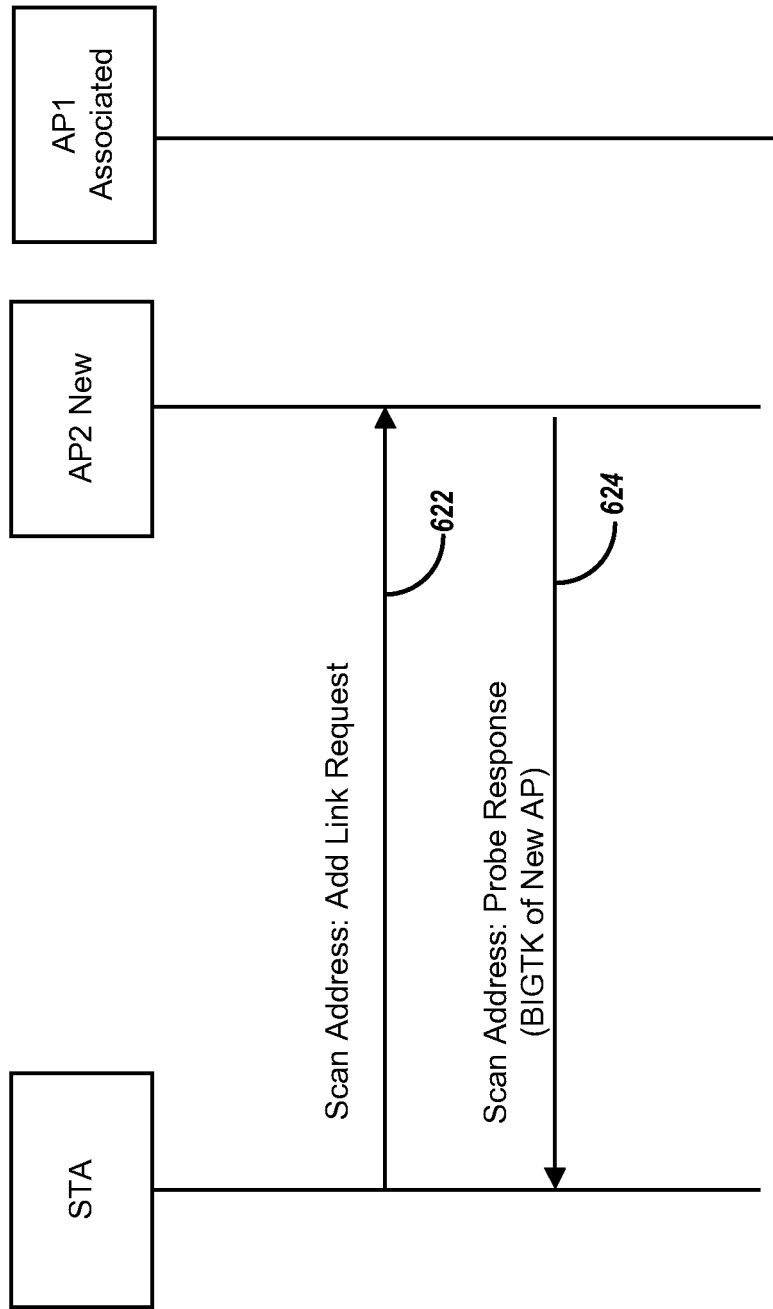 STA
AP2 New
AP1
Associated
Scan Address: Add Link Request
622
Scan Address: Probe Response
(BIGTK of New AP)
624